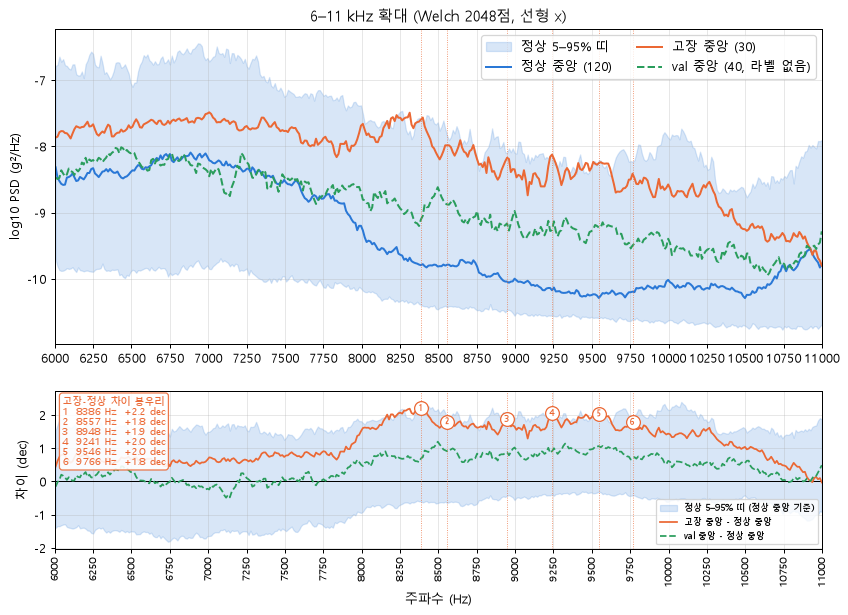 6–11 kHz 확대 (Welch 2048점, 선형 x)
정상 5–95% 띠
정상 중앙 (120)
고장 중앙 (30)
val 중앙 (40, 라벨 없음)
log10 PSD (g²/Hz)
-7
-8
-9
-10
6000 6250 6500 6750 7000 7250 7500 7750 8000 8250 8500 8750 9000 9250 9500 9750 10000 10250 10500 10750 11000
고장-정상 차이 봉우리
1 8386 Hz +2.2 dec
2 8557 Hz +1.8 dec
3 8948 Hz +1.9 dec
4 9241 Hz +2.0 dec
5 9546 Hz +2.0 dec
6 9766 Hz +1.8 dec
1 2 3 4 5 6
차이 (dec)
2
1
0
-1
-2
정상 5–95% 띠 (정상 중앙 기준)
고장 중앙 - 정상 중앙
val 중앙 - 정상 중앙
6000 6250 6500 6750 7000 7250 7500 7750 8000 8250 8500 8750 9000 9250 9500 9750 10000 10250 10500 10750 11000
주파수 (Hz)